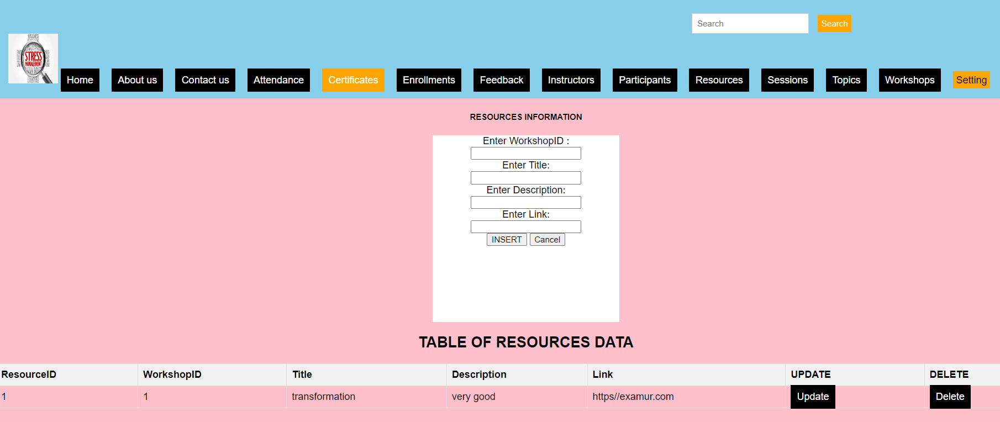 Search Search
WELLNESS
STRESS
MANAGEMENT
LIFESTYLE
Home About us Contact us Attendance Certificates Enrollments Feedback Instructors Participants Resources Sessions Topics Workshops Setting
RESOURCES INFORMATION
Enter WorkshopID :
Enter Title:
Enter Description:
Enter Link:
INSERT Cancel
TABLE OF RESOURCES DATA
ResourceID WorkshopID Title Description Link UPDATE DELETE
1 1 transformation very good https//examur.com Update Delete